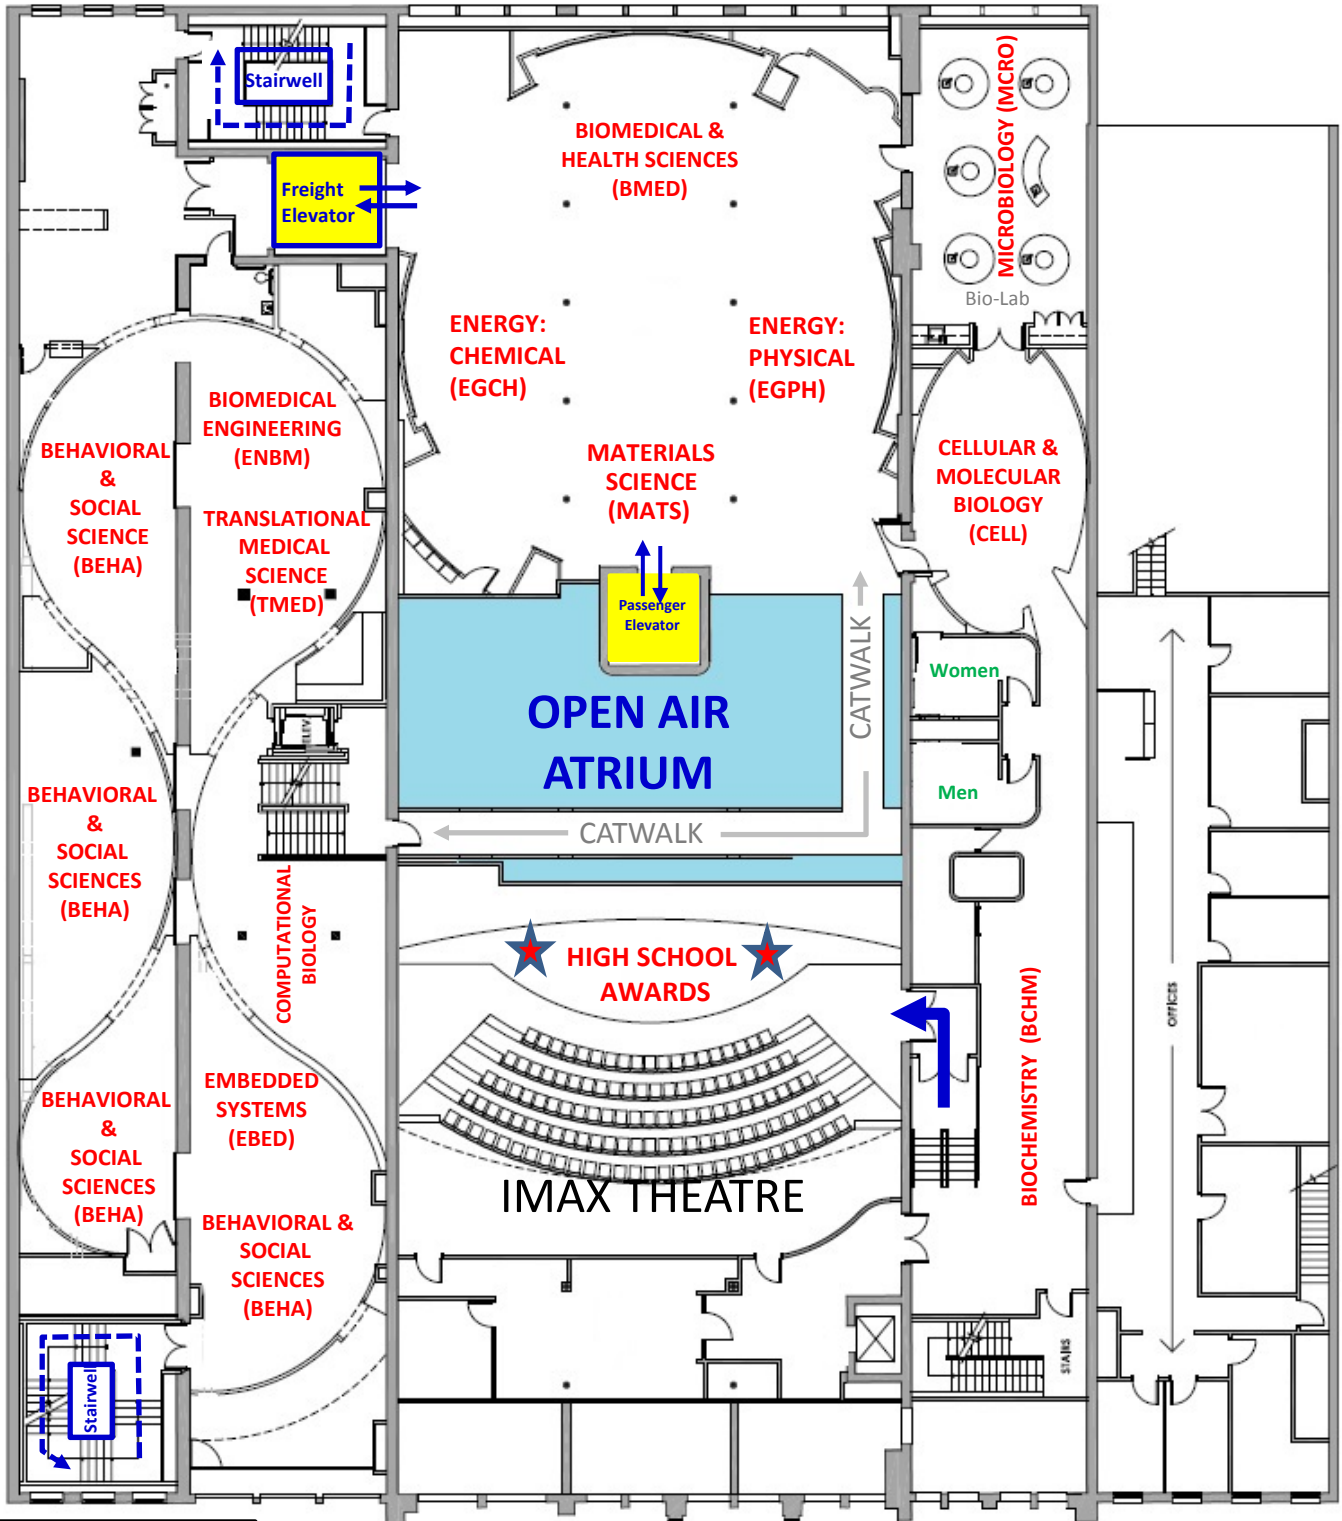 Stairwell
Freight
Elevator
BIOMEDICAL &
HEALTH SCIENCES
(BMED)
MICROBIOLOGY (MCRO)
Bio-Lab
ENERGY:
CHEMICAL
(EGCH)
ENERGY:
PHYSICAL
(EGPH)
BIOMEDICAL
ENGINEERING
(ENBM)
BEHAVIORAL
&
SOCIAL
SCIENCE
(BEHA)
TRANSLATIONAL
MEDICAL
SCIENCE
(TMED)
MATERIALS
SCIENCE
(MATS)
CELLULAR &
MOLECULAR
BIOLOGY
(CELL)
Passenger
Elevator
Women
Men
OPEN AIR
ATRIUM
CATWALK
CATWALK
ELEV
BEHAVIORAL
&
SOCIAL
SCIENCES
(BEHA)
COMPUTATIONAL
BIOLOGY
HIGH SCHOOL
AWARDS
OFFICES
BIOCHEMISTRY (BCHM)
EMBEDDED
SYSTEMS
(EBED)
BEHAVIORAL
&
SOCIAL
SCIENCES
(BEHA)
IMAX THEATRE
BEHAVIORAL &
SOCIAL
SCIENCES
(BEHA)
STAIRS
Stairwell